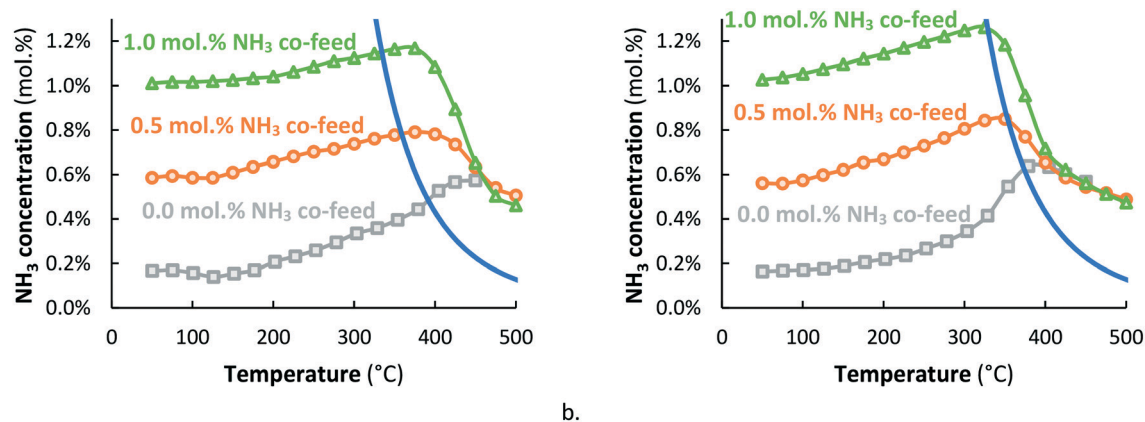 1.0 mol.% NH₃ co-feed
0.5 mol.% NH₃ co-feed
0.0 mol.% NH₃ co-feed
NH₃ concentration (mol.%)
1.2%
1.0%
0.8%
0.6%
0.4%
0.2%
0.0%
0 100 200 300 400 500
Temperature (°C)
1.0 mol.% NH₃ co-feed
0.5 mol.% NH₃ co-feed
0.0 mol.% NH₃ co-feed
NH₃ concentration (mol.%)
1.2%
1.0%
0.8%
0.6%
0.4%
0.2%
0.0%
0 100 200 300 400 500
Temperature (°C)
b.